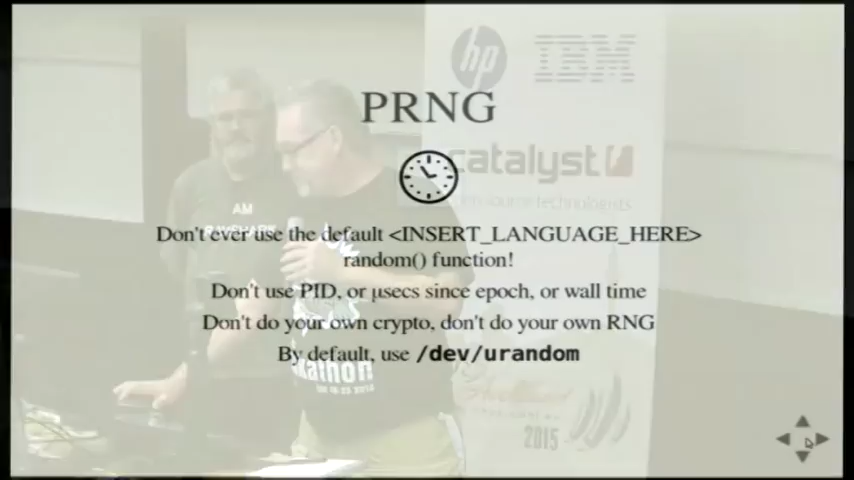 hp
IBM
PRNG
catalyst
AM
Don't ever use the default <INSERT_LANGUAGE_HERE>
random() function!
Don't use PID, or μsecs since epoch, or wall time
Don't do your own crypto, don't do your own RNG
By default, use /dev/urandom
2015